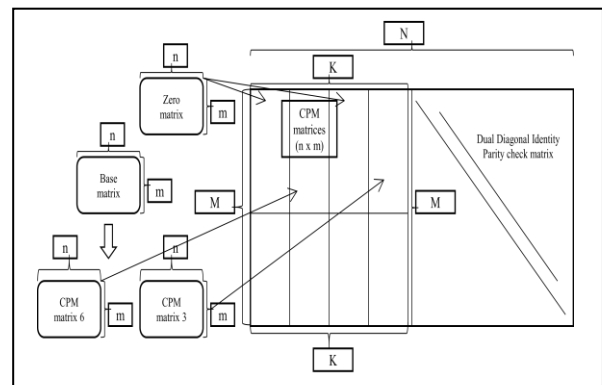 N
n
K
Zero
matrix
m
CPM
matrices
(n x m)
Dual Diagonal Identity
Parity check matrix
n
Base
matrix
m
M
M
n
n
CPM
matrix 6
m
CPM
matrix 3
m
K